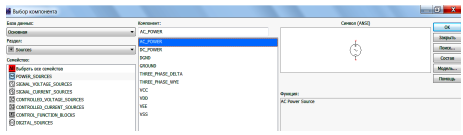 Выбор компонента
База данных:
Основная
Раздел:
Sources
Семейство:
Выбрать все семейства
POWER_SOURCES
SIGNAL_VOLTAGE_SOURCES
SIGNAL_CURRENT_SOURCES
CONTROLLED_VOLTAGE_SOURCES
CONTROLLED_CURRENT_SOURCES
CONTROL_FUNCTION_BLOCKS
DIGITAL_SOURCES
Компонент:
AC_POWER
AC_POWER
DC_POWER
DGND
GROUND
THREE_PHASE_DELTA
THREE_PHASE_WYE
VCC
VDD
VEE
VSS
Символ (ANSI)
Функция:
AC Power Source
OK
Закрыть
Поиск...
Состав
Модель...
Помощь